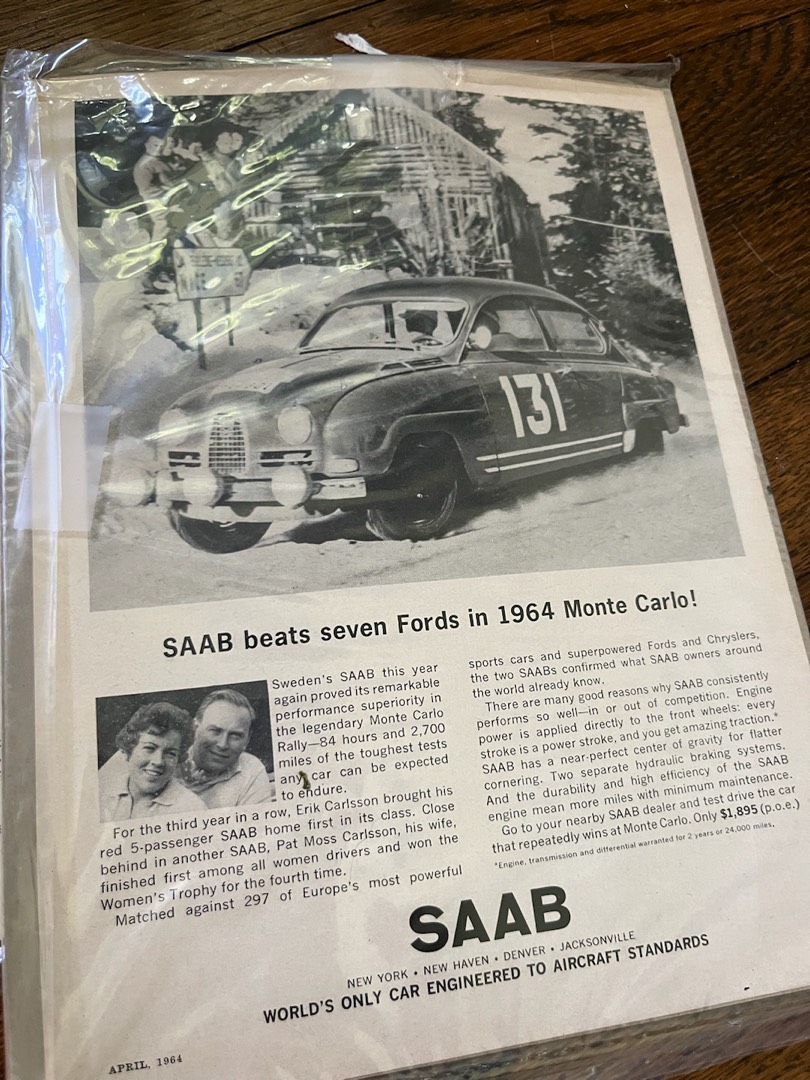 131
SAAB beats seven Fords in 1964 Monte Carlo!
Sweden's SAAB this year
again proved its remarkable
performance superiority in
the legendary Monte Carlo
Rally—84 hours and 2,700
miles of the toughest tests
any car can be expected
to endure.
For the third year in a row, Erik Carlsson brought his
red 5-passenger SAAB home first in its class. Close
behind in another SAAB, Pat Moss Carlsson, his wife,
finished first among all women drivers and won the
Women's Trophy for the fourth time.
Matched against 297 of Europe's most powerful
sports cars and superpowered Fords and Chryslers,
the two SAABs confirmed what SAAB owners around
the world already know.
There are many good reasons why SAAB consistently
performs so well—in or out of competition. Engine
power is applied directly to the front wheels: every
stroke is a power stroke, and you get amazing traction.*
SAAB has a near-perfect center of gravity for flatter
cornering. Two separate hydraulic braking systems.
And the durability and high efficiency of the SAAB
engine mean more miles with minimum maintenance.
Go to your nearby SAAB dealer and test drive the car
that repeatedly wins at Monte Carlo. Only $1,895 (p.o.e.)
*Engine, transmission and differential warranted for 2 years or 24,000 miles.
SAAB
NEW YORK • NEW HAVEN • DENVER • JACKSONVILLE
WORLD'S ONLY CAR ENGINEERED TO AIRCRAFT STANDARDS
APRIL, 1964